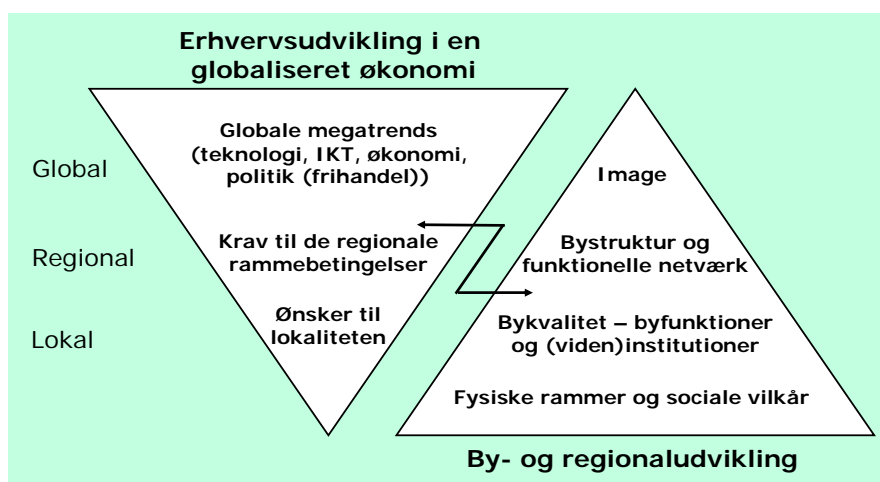 Erhvervsudvikling i en
globaliseret økonomi
Global
Globale megatrends
(teknologi, IKT, økonomi,
politik (frihandel))
Image
Regional
Krav til de regionale
rammebetingelser
Bystruktur og
funktionelle netværk
Lokal
Ønsker til
lokaliteten
Bykvalitet – byfunktioner
og (viden)institutioner
Fysiske rammer og sociale vilkår
By- og regionaludvikling